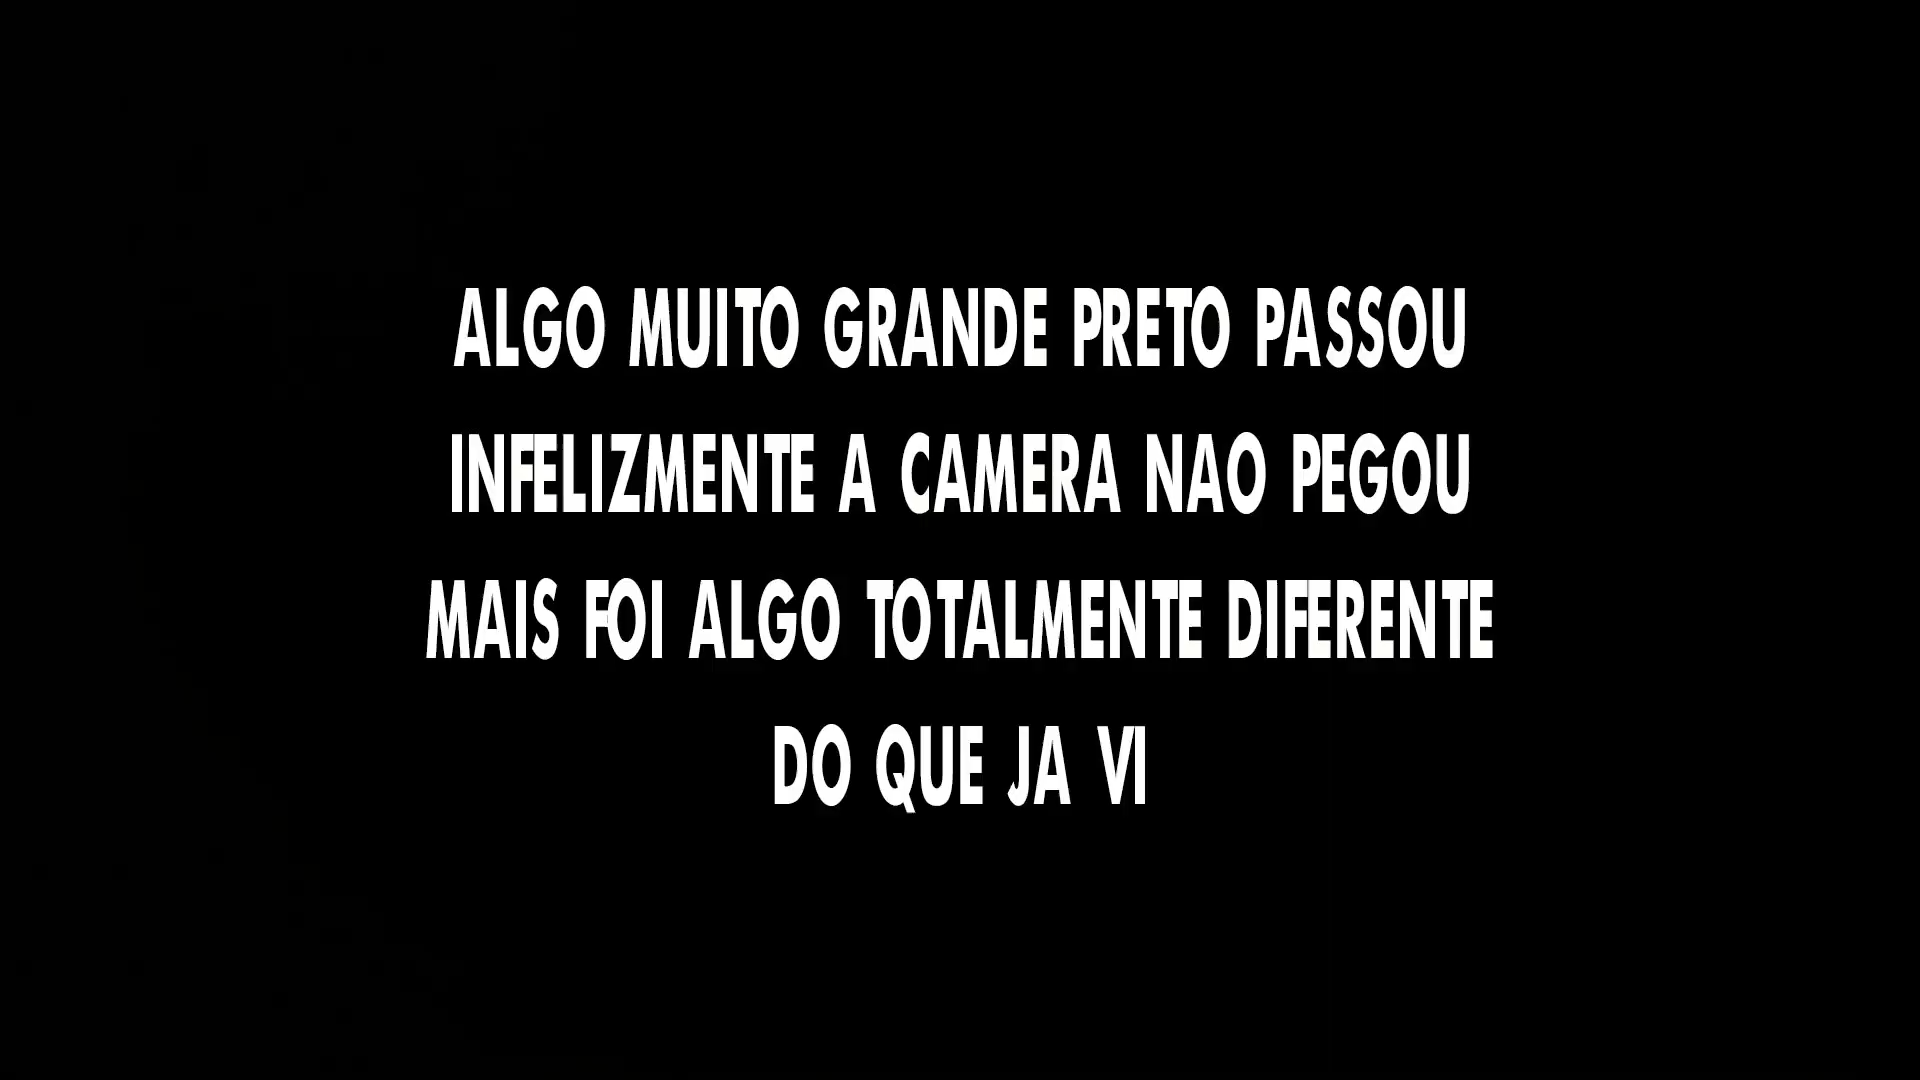 ALGO MUITO GRANDE PRETO PASSOU
INFELIZMENTE A CAMERA NAO PEGOU
MAIS FOI ALGO TOTALMENTE DIFERENTE
DO QUE JA VI